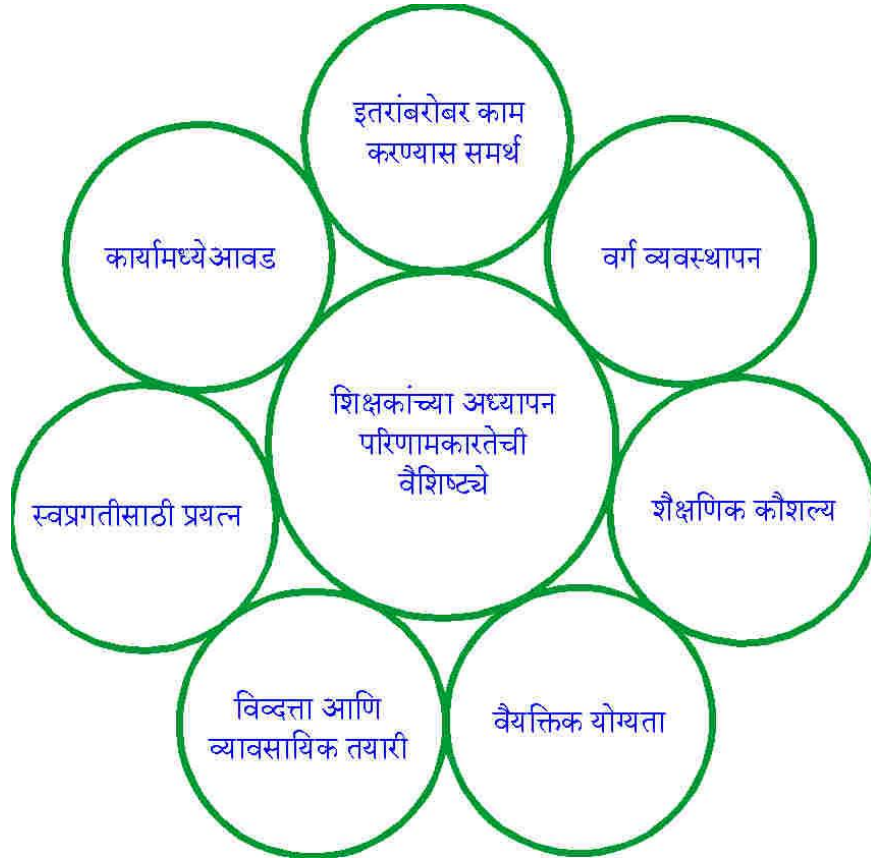 इतरांबरोबर काम
करण्यास समर्थ
कार्यामध्येआवड
वर्ग व्यवस्थापन
शिक्षकांच्या अध्यापन
परिणामकारतेची
वैशिष्ट्ये
स्वप्रगतीसाठी प्रयत्न
शैक्षणिक कौशल्य
विव्दत्ता आणि
व्यावसायिक तयारी
वैयक्तिक योग्यता